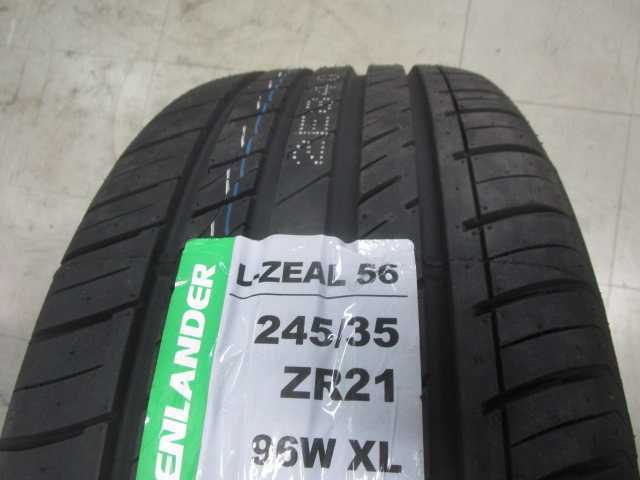 L-ZEAL 56
245/35
ZR21
96W XL
ENLANDER